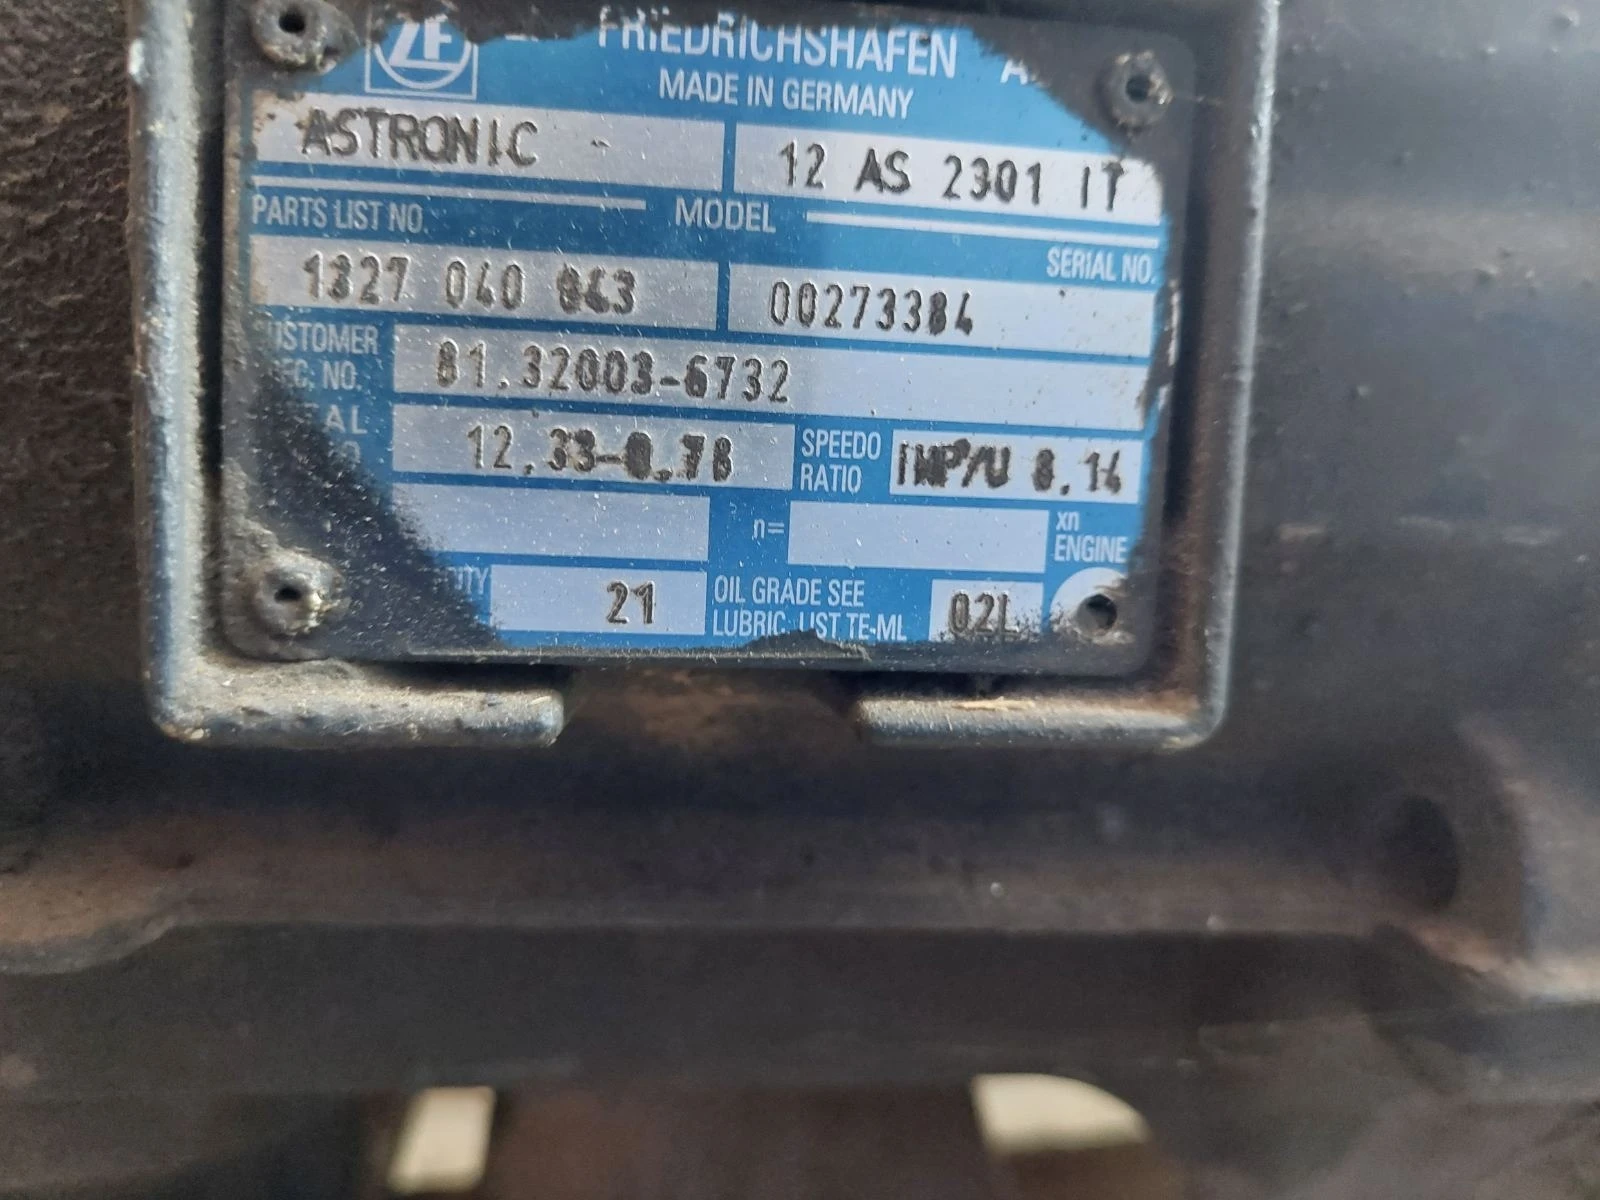 ZF FRIEDRICHSHAFEN
MADE IN GERMANY
ASTRONIC 12 AS 2301 IT
PARTS LIST NO. MODEL
SERIAL NO.
1327 040 043 00273384
CUSTOMER
81.32003-6732
12,33-0,78 SPEEDO
RATIO IMP/U 8.14
n= xn
ENGINE
21 OIL GRADE SEE
LUBRIC. LIST TE-ML 02L